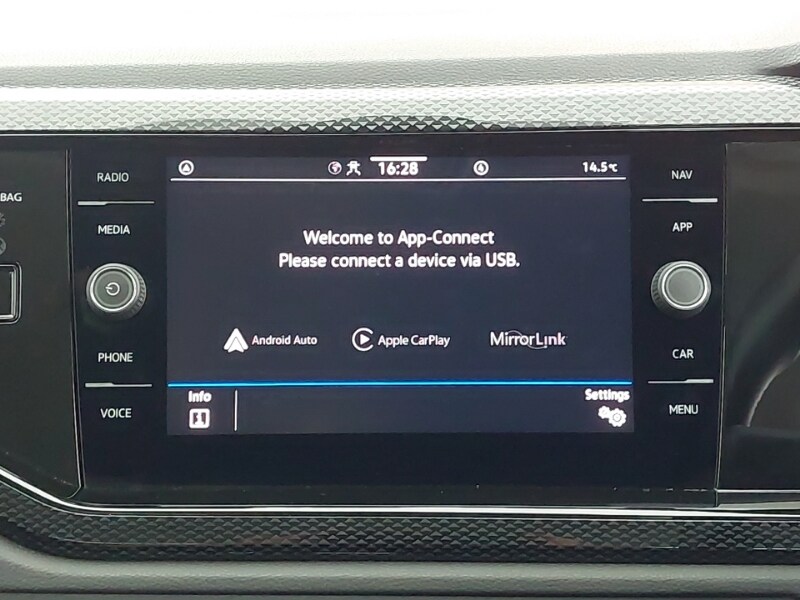 BAG
RADIO
MEDIA
PHONE
VOICE
16:28
14.5°C
Welcome to App-Connect
Please connect a device via USB.
Android Auto
Apple CarPlay
MirrorLink
Info
Settings
NAV
APP
CAR
MENU